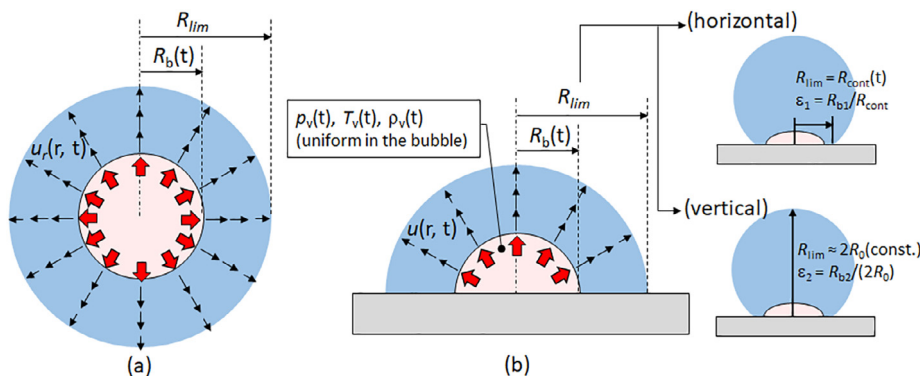 R_lim
R_b(t)
u_r(r, t)
(a)
p_v(t), T_v(t), ρ_v(t)
(uniform in the bubble)
R_lim
R_b(t)
u(r, t)
(b)
(horizontal)
R_lim = R_cont(t)
ε_1 = R_b1/R_cont
(vertical)
R_lim ≈ 2R_0(const.)
ε_2 = R_b2/(2R_0)